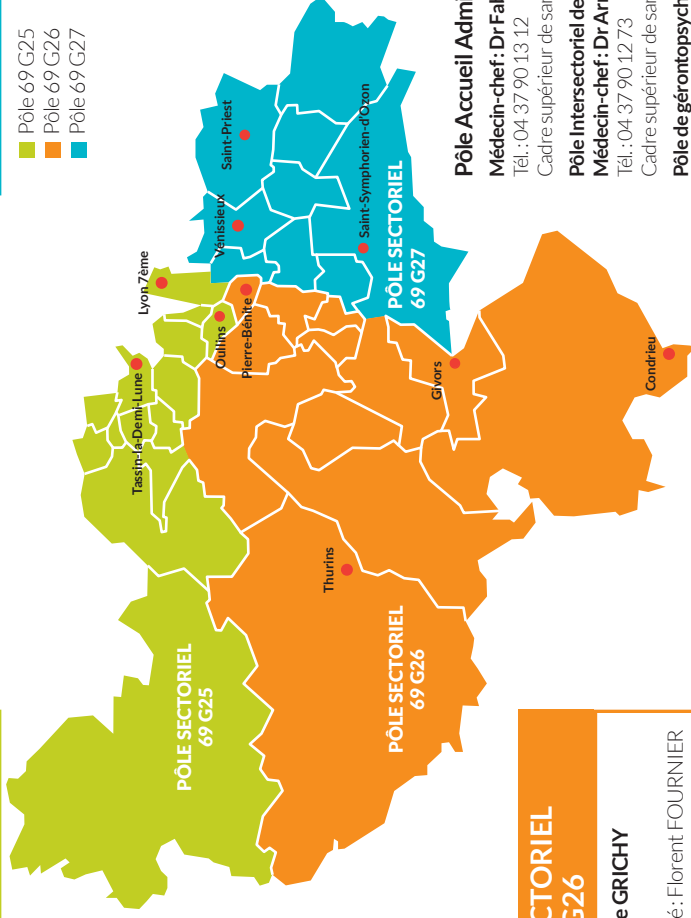 Pôle 69 G25
Pôle 69 G26
Pôle 69 G27
Saint-Priest
Vénissieux
Saint-Symphorien-d'Ozon
PÔLE SECTORIEL
69 G27
Lyon 7ème
Oullins
Pierre-Bénite
Tassin-la-Demi-Lune
Givors
Condrieu
Thurins
PÔLE SECTORIEL
69 G25
PÔLE SECTORIEL
69 G26
Pôle Accueil Admi
Médecin-chef : Dr Fa
Tél. : 04 37 90 13 12
Cadre supérieur de sa
Pôle Intersectoriel de
Médecin-chef : Dr Ar
Tél. : 04 37 90 12 73
Cadre supérieur de sa
Pôle de gérontopsych
CTORIEL
G26
e GRICHY
é : Florent FOURNIER